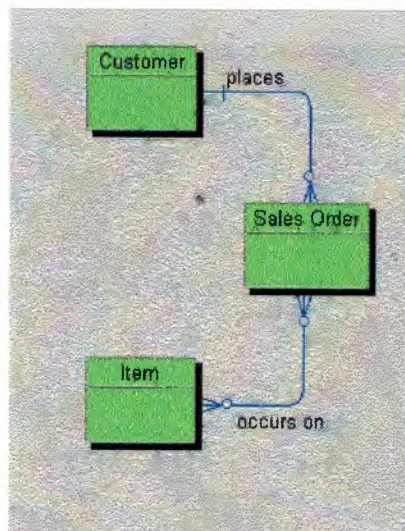 Customer
places
Sales Order
Item
occurs on